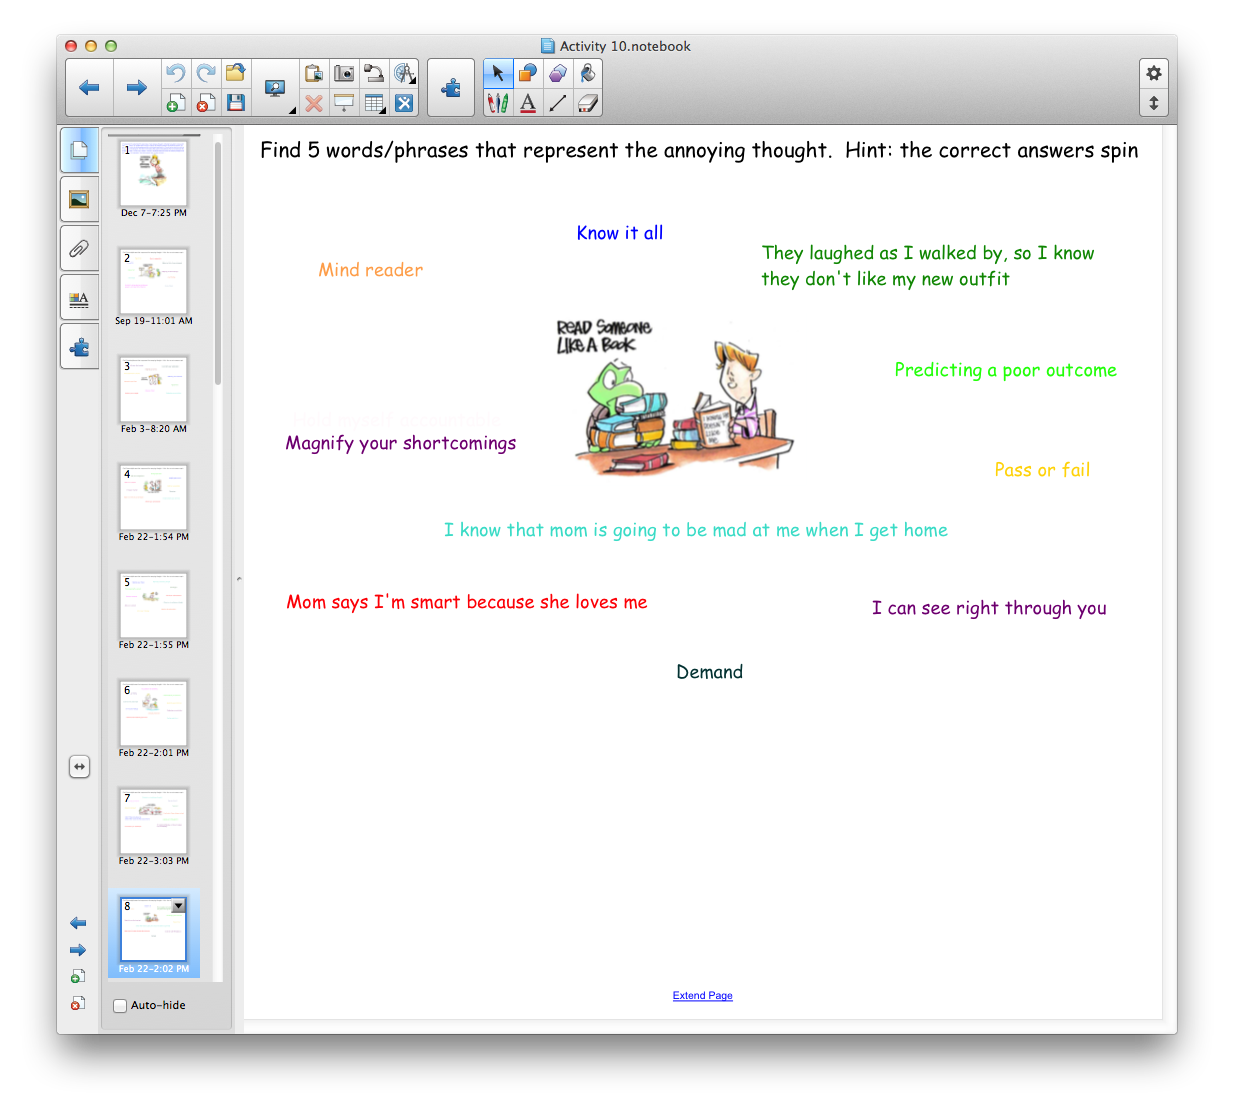 Activity 10.notebook
Find 5 words/phrases that represent the annoying thought. Hint: the correct answers spin
Know it all
They laughed as I walked by, so I know
they don't like my new outfit
Mind reader
READ SOMEONE
LIKE A BOOK
Predicting a poor outcome
Magnify your shortcomings
Pass or fail
I know that mom is going to be mad at me when I get home
Mom says I'm smart because she loves me
I can see right through you
Demand
Extend Page
1
Dec 7-7:25 PM
2
Sep 19-11:01 AM
3
Feb 3-8:20 AM
4
Feb 22-1:54 PM
5
Feb 22-1:55 PM
6
Feb 22-2:01 PM
7
Feb 22-3:03 PM
8
Feb 22-2:02 PM
Auto-hide